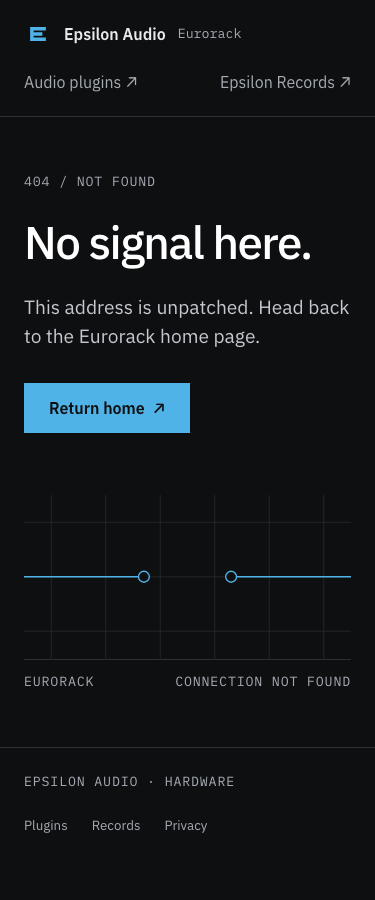 Epsilon Audio Eurorack
Audio plugins ↗ Epsilon Records ↗
404 / NOT FOUND
No signal here.
This address is unpatched. Head back
to the Eurorack home page.
Return home ↗
EURORACK CONNECTION NOT FOUND
EPSILON AUDIO · HARDWARE
Plugins Records Privacy